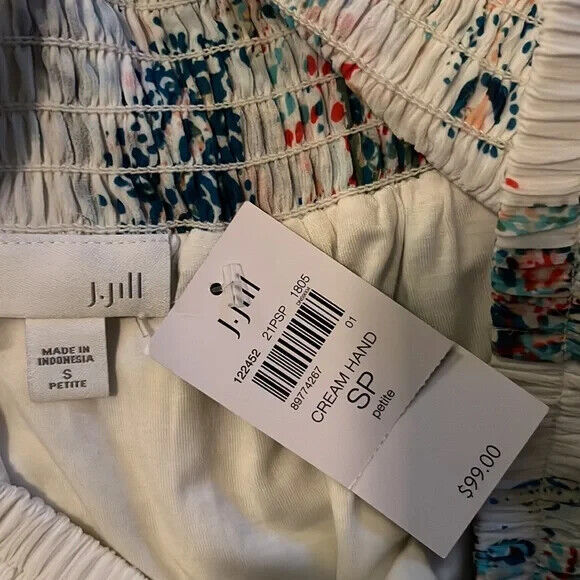 J.Jill
MADE IN
INDONESIA
S
PETITE
J.Jill
122452 21PSP 1805
89774267
01
CREAM HAND
SP
petite
$99.00